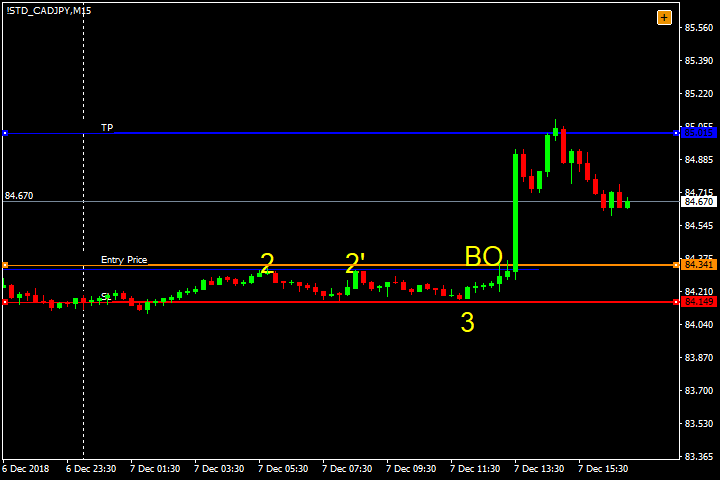 !STD_CADJPY,M15
+
85.560
85.390
85.220
85.055
TP
84.885
84.715
84.670
84.670
84.545
BO
2
2'
Entry Price
84.375
84.341
84.210
SL
84.149
3
84.040
83.870
83.700
83.530
83.365
6 Dec 2018
6 Dec 23:30
7 Dec 01:30
7 Dec 03:30
7 Dec 05:30
7 Dec 07:30
7 Dec 09:30
7 Dec 11:30
7 Dec 13:30
7 Dec 15:30